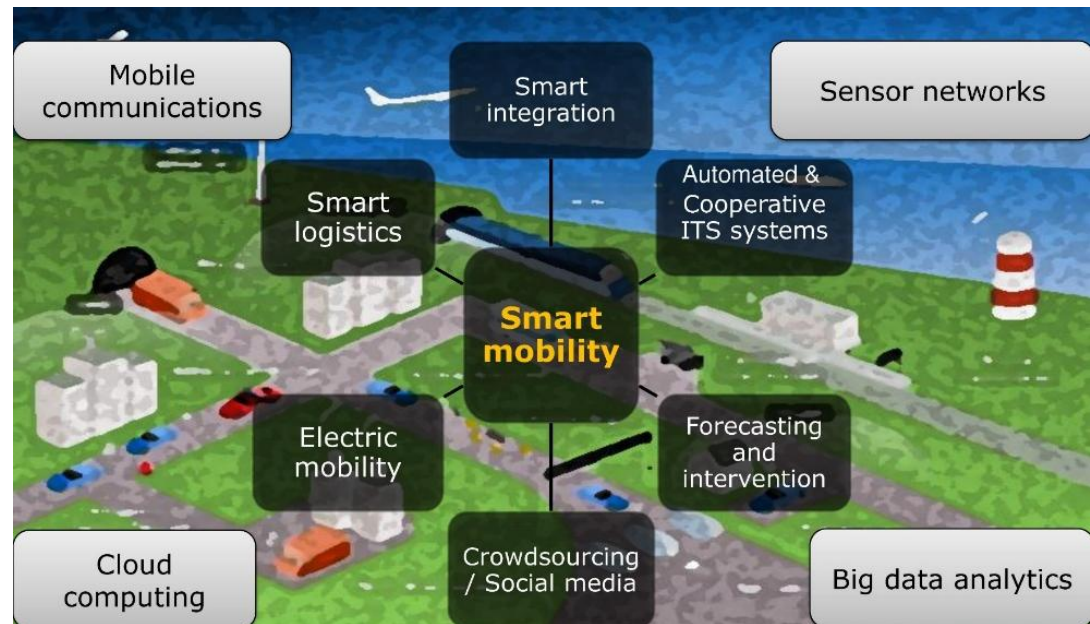 Mobile
communications
Smart
integration
Sensor networks
Smart
logistics
Automated &
Cooperative
ITS systems
Smart
mobility
Electric
mobility
Forecasting
and
intervention
Cloud
computing
Crowdsourcing
/ Social media
Big data analytics